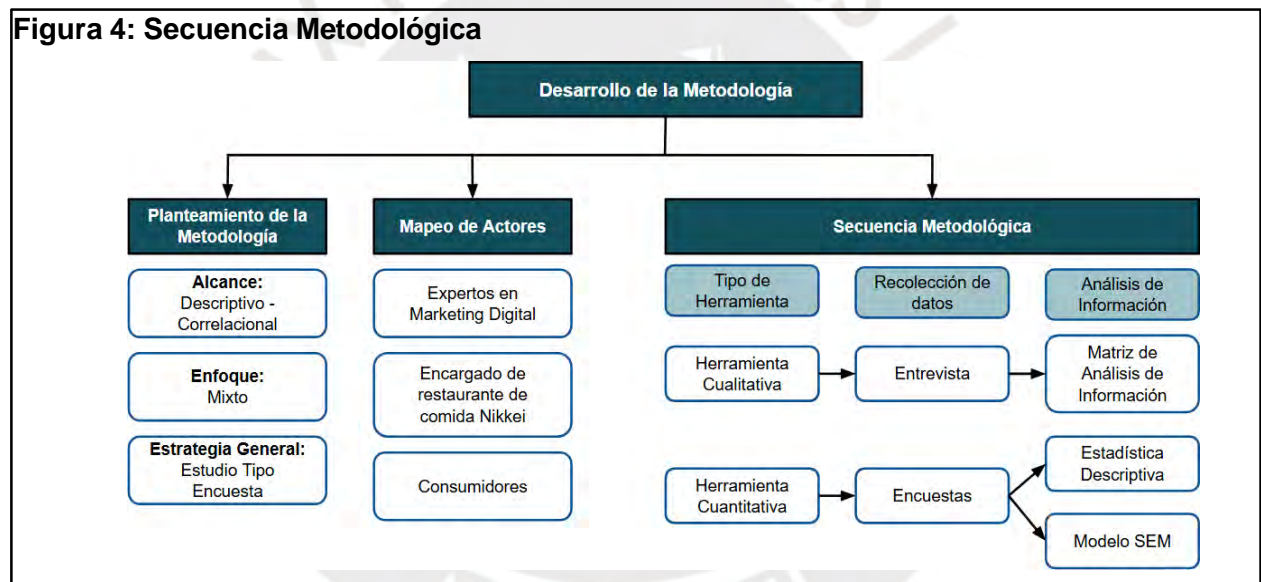 Figura 4: Secuencia Metodológica
Desarrollo de la Metodología
Planteamiento de la
Metodología
Alcance:
Descriptivo -
Correlacional
Enfoque:
Mixto
Estrategia General:
Estudio Tipo
Encuesta
Mapeo de Actores
Expertos en
Marketing Digital
Encargado de
restaurante de
comida Nikkei
Consumidores
Secuencia Metodológica
Tipo de
Herramienta
Recolección de
datos
Análisis de
Información
Herramienta
Cualitativa
Entrevista
Matriz de
Análisis de
Información
Herramienta
Cuantitativa
Encuestas
Estadística
Descriptiva
Modelo SEM